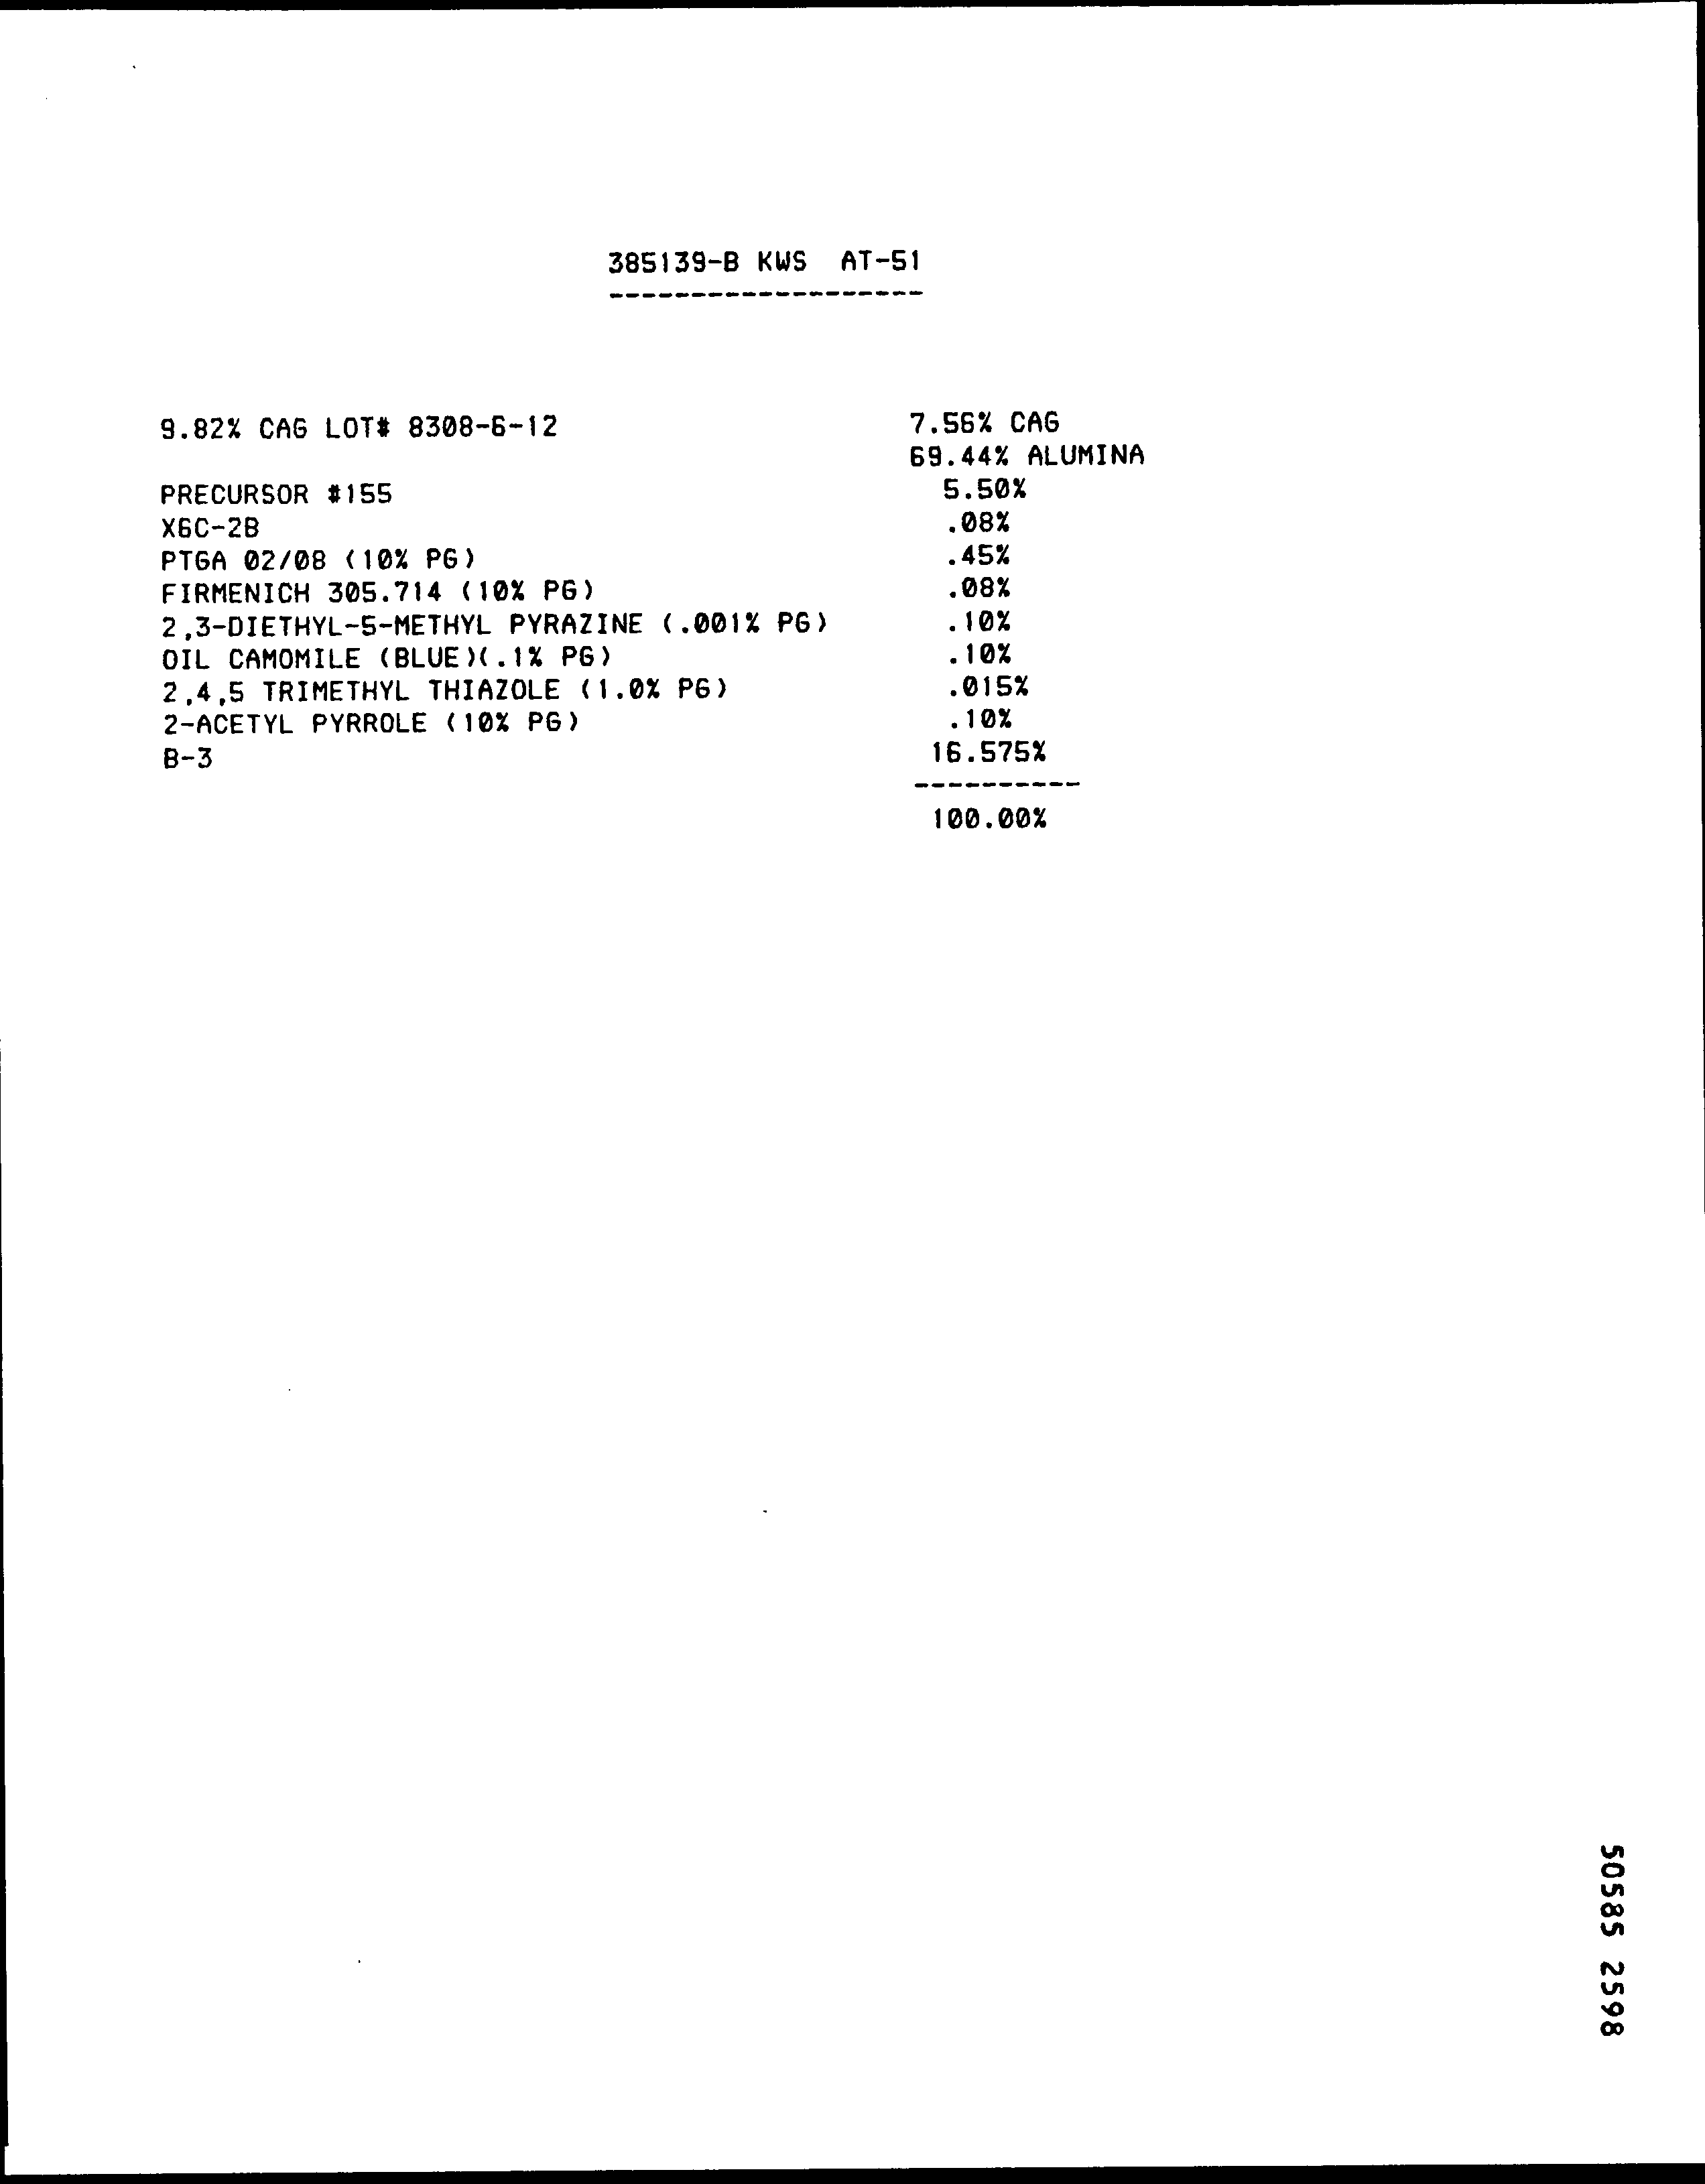 385139-B KWS  AT-51
-------------------
9.82% CAG LOT# 8308-6-12    7.56% CAG
69.44% ALUMINA
PRECURSOR #155    5.50%
X6C-2B    .08%
PTGA 02/08 (10% PG)    .45%
FIRMENICH 305.714 (10% PG)    .08%
2,3-DIETHYL-5-METHYL PYRAZINE (.001% PG)    .10%
OIL CAMOMILE (BLUE)(.1% PG)    .10%
2,4,5 TRIMETHYL THIAZOLE (1.0% PG)    .015%
2-ACETYL PYRROLE (10% PG)    .10%
B-3    16.575%
----------
100.00%
50585 2598